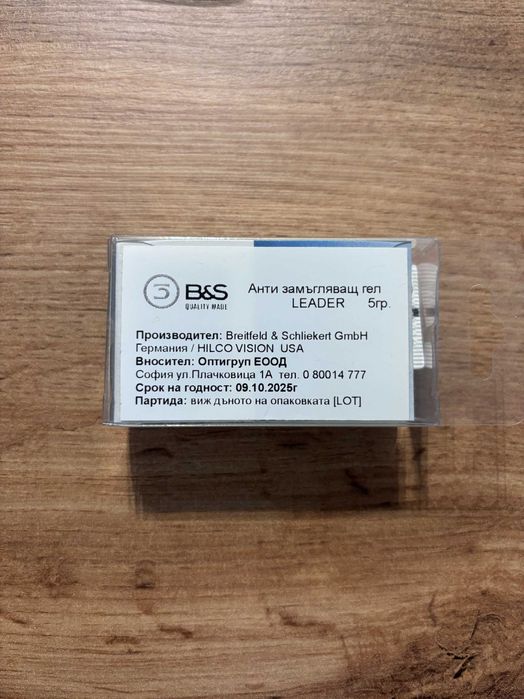 B&S
QUALITY MADE
Анти замъгляващ гел
LEADER 5гр.
Производител: Breitfeld & Schliekert GmbH
Германия / HILCO VISION USA
Вносител: Оптигруп ЕООД
София ул.Плачковица 1А тел. 0 80014 777
Срок на годност: 09.10.2025г
Партида: виж дъното на опаковката [LOT]